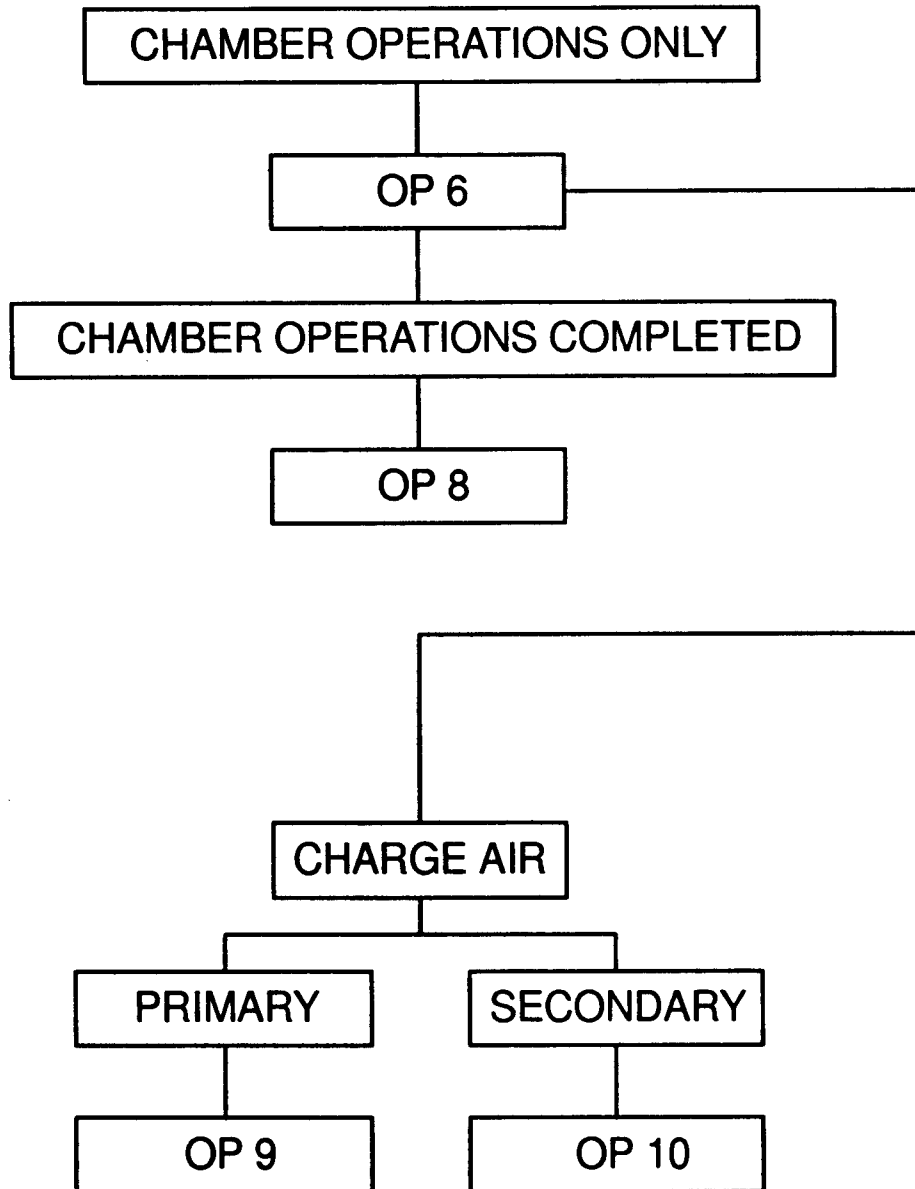 CHAMBER OPERATIONS ONLY
OP 6
CHAMBER OPERATIONS COMPLETED
OP 8
CHARGE AIR
PRIMARY
SECONDARY
OP 9
OP 10